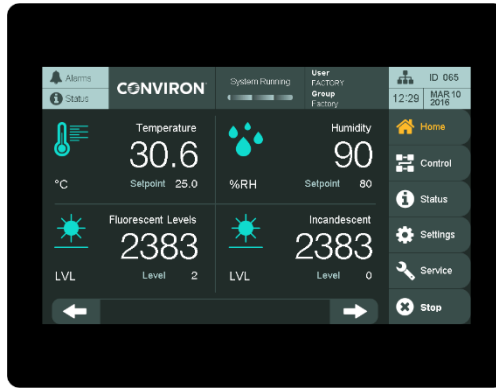 Alarms
Status
CONVIRON
System Running
User
FACTORY
Group
Factory
ID 065
12:29
MAR 10
2016
Temperature
30.6
°C
Setpoint 25.0
Humidity
90
%RH
Setpoint 80
Fluorescent Levels
2383
LVL
Level 2
Incandescent
2383
LVL
Level 0
Home
Control
Status
Settings
Service
Stop